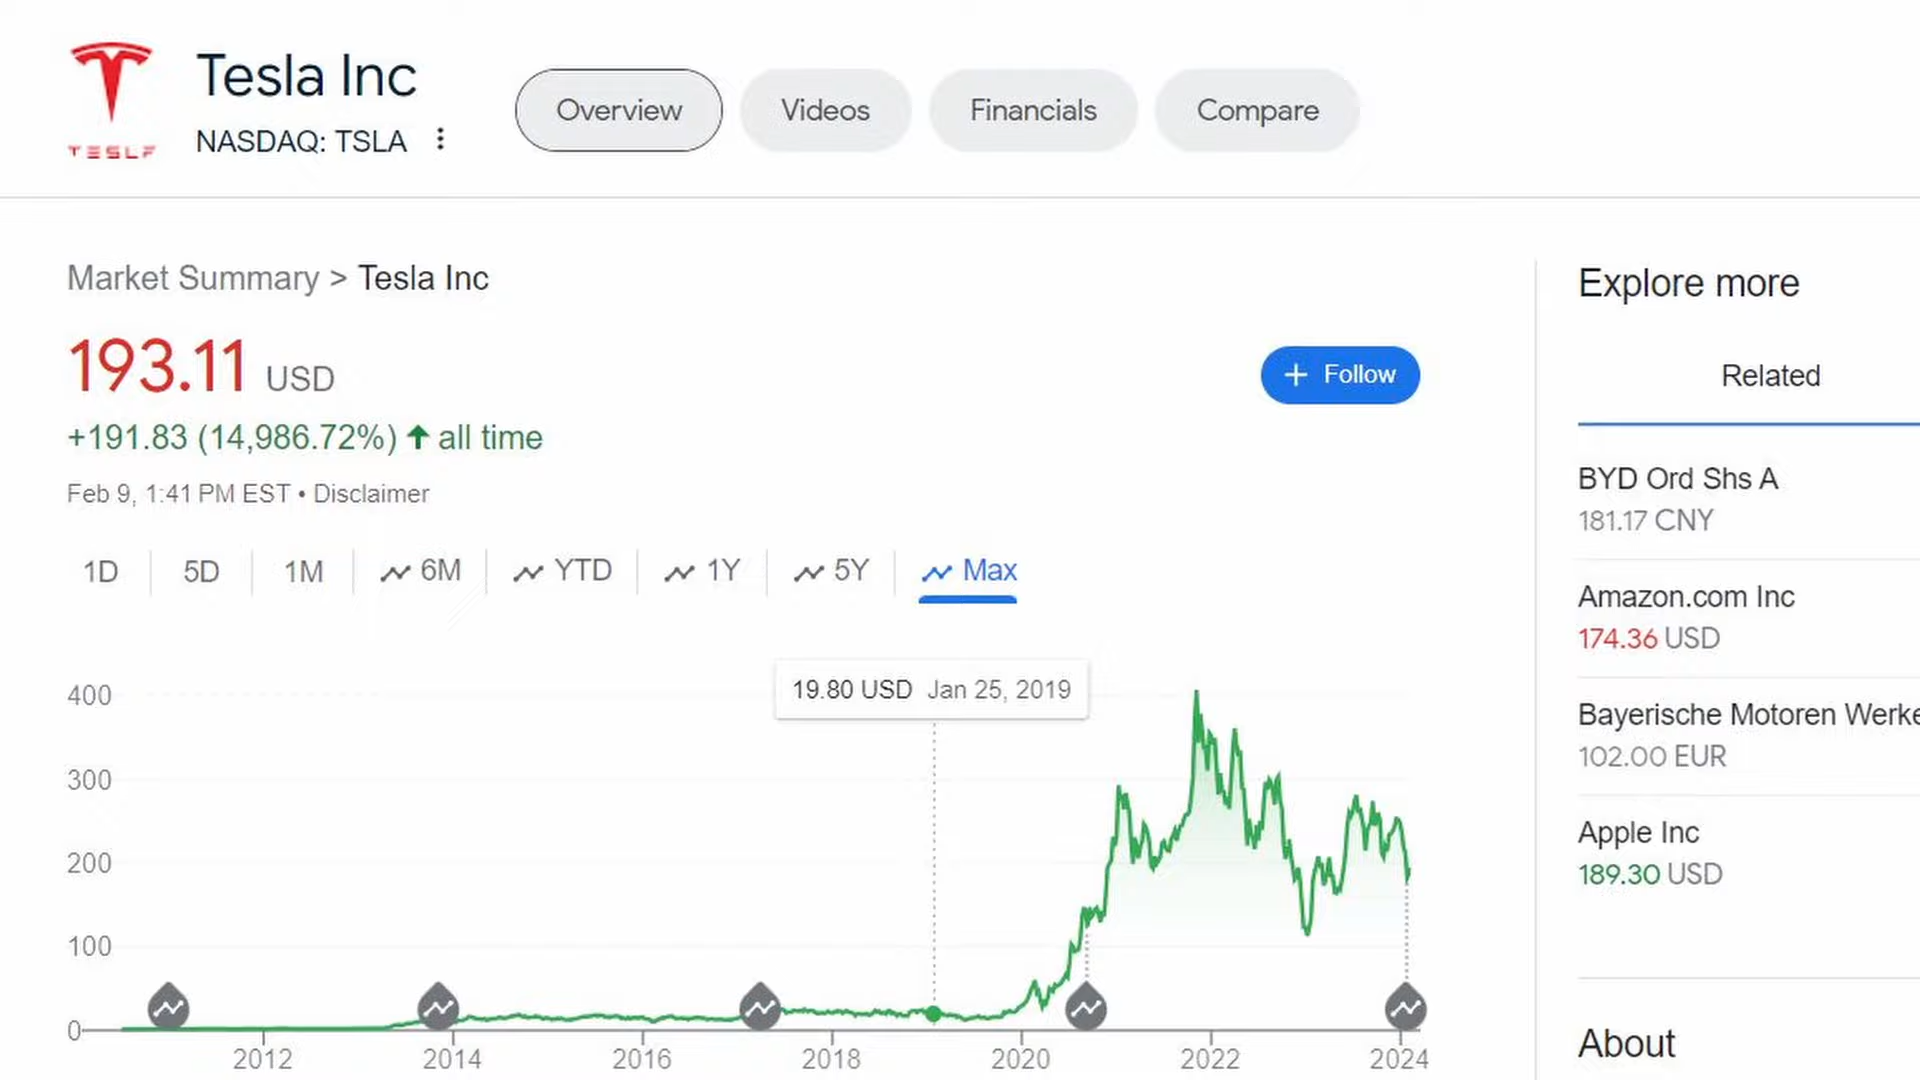 Tesla Inc
NASDAQ: TSLA
TESLA
Overview
Videos
Financials
Compare
Market Summary > Tesla Inc
193.11 USD
+191.83 (14,986.72%) all time
Feb 9, 1:41 PM EST • Disclaimer
+ Follow
1D
5D
1M
6M
YTD
1Y
5Y
Max
19.80 USD Jan 25, 2019
400
300
200
100
0
2012
2014
2016
2018
2020
2022
2024
Explore more
Related
BYD Ord Shs A
181.17 CNY
Amazon.com Inc
174.36 USD
Bayerische Motoren Werke
102.00 EUR
Apple Inc
189.30 USD
About